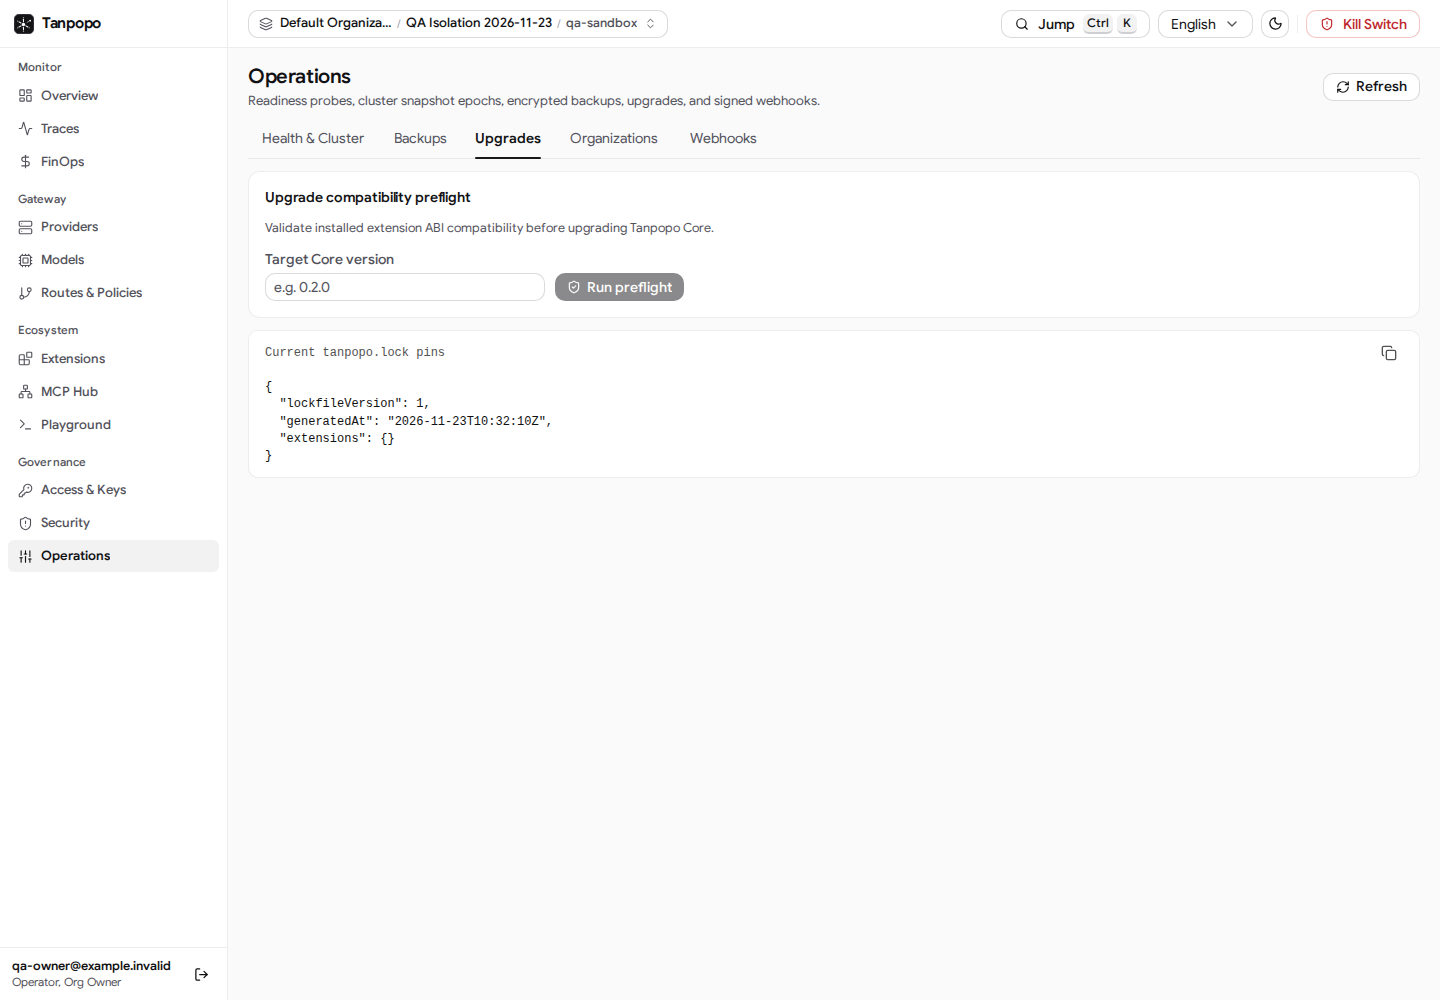 Tanpopo
Default Organiza... / QA Isolation 2026-11-23 / qa-sandbox
Jump Ctrl K
English
Kill Switch
Monitor
Overview
Traces
FinOps
Gateway
Providers
Models
Routes & Policies
Ecosystem
Extensions
MCP Hub
Playground
Governance
Access & Keys
Security
Operations
qa-owner@example.invalid
Operator, Org Owner
Operations
Readiness probes, cluster snapshot epochs, encrypted backups, upgrades, and signed webhooks.
Refresh
Health & Cluster Backups Upgrades Organizations Webhooks
Upgrade compatibility preflight
Validate installed extension ABI compatibility before upgrading Tanpopo Core.
Target Core version
e.g. 0.2.0
Run preflight
Current tanpopo.lock pins
{
"lockfileVersion": 1,
"generatedAt": "2026-11-23T10:32:10Z",
"extensions": {}
}